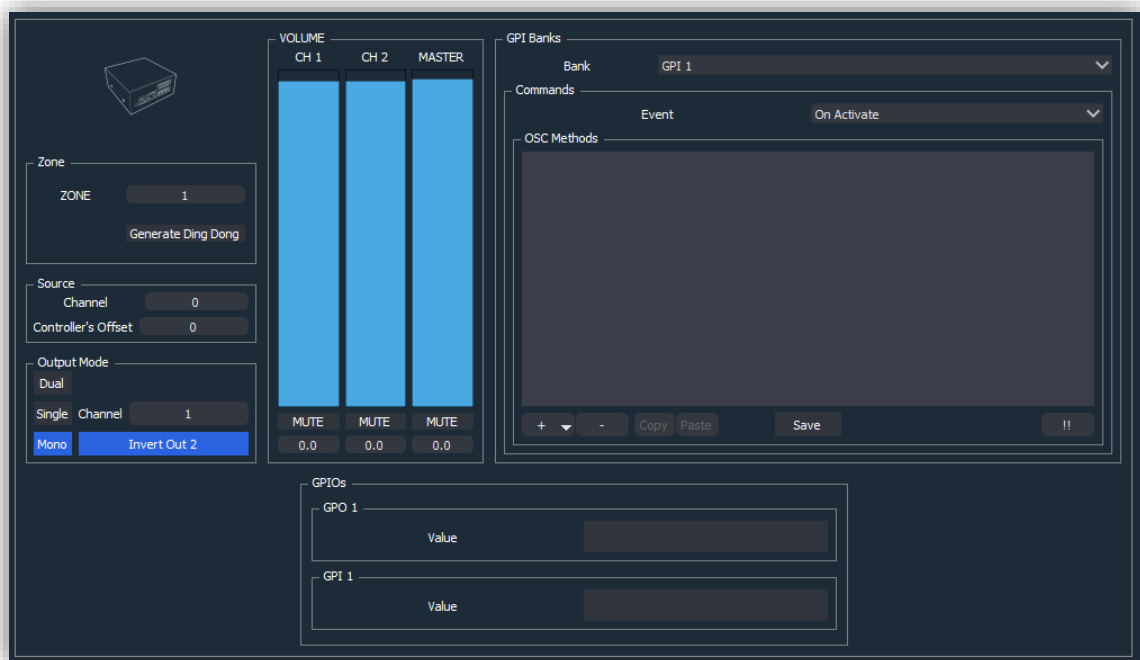 Zone
ZONE 1
Generate Ding Dong
Source
Channel 0
Controller's Offset 0
Output Mode
Dual
Single Channel 1
Mono Invert Out 2
VOLUME
CH 1 CH 2 MASTER
MUTE MUTE MUTE
0.0 0.0 0.0
GPI Banks
Bank GPI 1
Commands
Event On Activate
OSC Methods
+ - Copy Paste Save !!
GPIOs
GPO 1
Value
GPI 1
Value